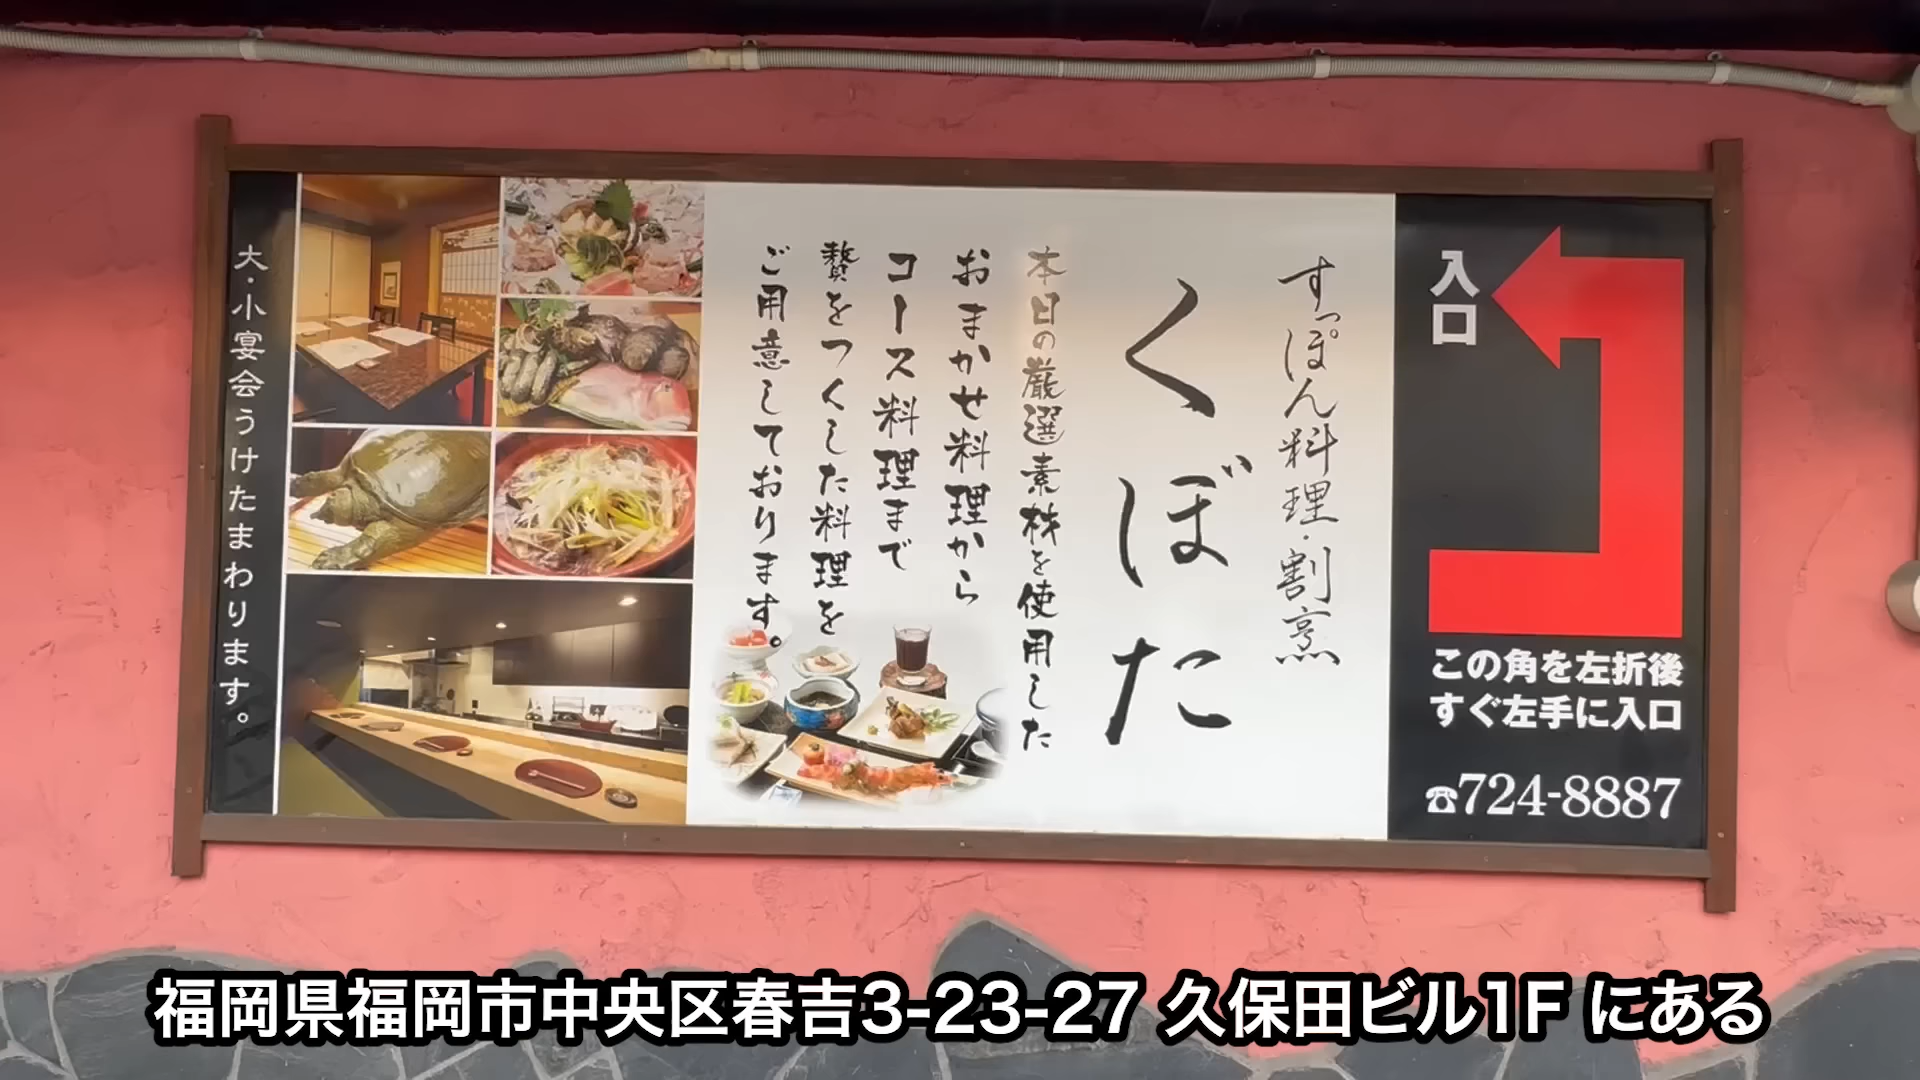 入口
この角を左折後
すぐ左手に入口
☎724-8887
すっぽん料理・割烹
くぼた
本日の厳選素材を使用した
おまかせ料理から
コース料理まで
贅をつくした料理を
ご用意しております。
大・小宴会うけたまわります。
福岡県福岡市中央区春吉3-23-27 久保田ビル1F にある